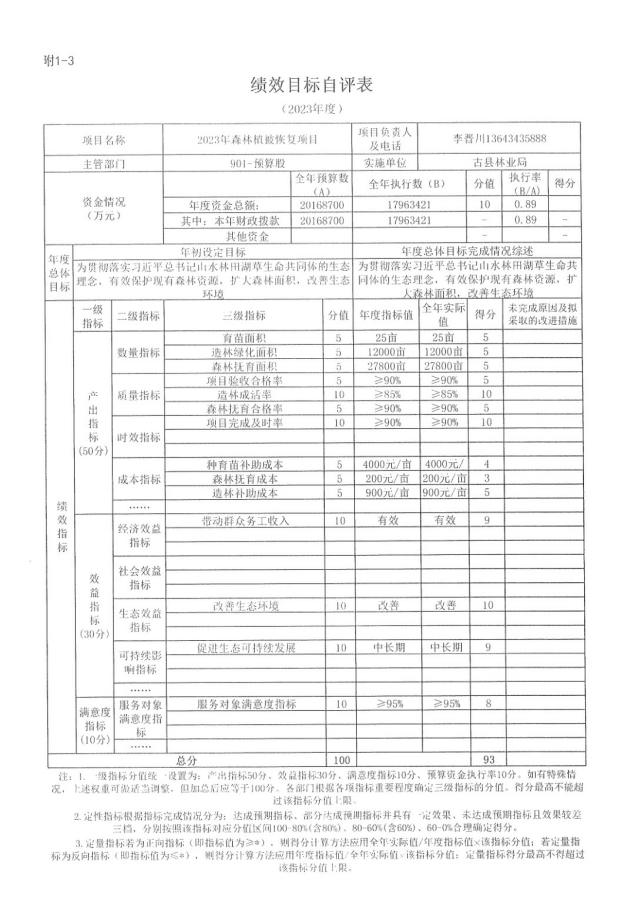 附1-3
绩效目标自评表
（2023年度）
项目名称 2023年森林植被恢复项目 项目负责人及电话 李晋川13643435888
主管部门 901-预算股 实施单位 古县林业局
资金情况（万元） 全年预算数（A） 全年执行数（B） 分值 执行率（B/A) 得分
年度资金总额： 20168700 17963421 10 0.89
其中：本年财政拨款 20168700 17963421 - 0.89 -
其他资金 - -
年度总体目标 年初设定目标 年度总体目标完成情况综述
为贯彻落实习近平总书记山水林田湖草生命共同体的生态理念，有效保护现有森林资源，扩大森林面积，改善生态环境 为贯彻落实习近平总书记山水林田湖草生命共同体的生态理念，有效保护现有森林资源，扩大森林面积，改善生态环境
绩效指标 一级指标 二级指标 三级指标 分值 年度指标值 全年实际值 得分 未完成原因及拟采取的改进措施
产出指标(50分) 数量指标 育苗面积 5 25亩 25亩 5
造林绿化面积 5 12000亩 12000亩 5
森林抚育面积 5 27800亩 27800亩 5
质量指标 项目验收合格率 5 ≥90% ≥90% 5
造林成活率 10 ≥85% ≥85% 10
森林抚育合格率 5 ≥90% ≥90% 5
时效指标 项目完成及时率 10 ≥90% ≥90% 10
成本指标 种育苗补助成本 5 4000元/亩 4000元/ 4
森林抚育成本 5 200元/亩 200元/亩 3
造林补助成本 5 900元/亩 900元/亩 5
……
效益指标(30分) 经济效益指标 带动群众务工收入 10 有效 有效 9
社会效益指标
生态效益指标 改善生态环境 10 改善 改善 10
可持续影响指标 促进生态可持续发展 10 中长期 中长期 9
……
满意度指标(10分) 服务对象满意度指标 服务对象满意度指标 10 ≥95% ≥95% 8
……
总分 100 93
注：1.一级指标分值统一设置为：产出指标50分、效益指标30分、满意度指标10分、预算资金执行率10分。如有特殊情
况，上述权重可做适当调整，但加总后应等于100分。各部门根据各项指标重要程度确定三级指标的分值，得分最高不能超
过该指标分值上限。
2.定性指标根据指标完成情况分为：达成预期指标、部分达成预期指标并具有一定效果、未达成预期指标且效果较差
三档，分别按照该指标对应分值区间100-80%(含80%)、80-60%(含60%)、60-0%合理确定得分。
3.定量指标若为正向指标（即指标值为≥*），则得分计算方法应用全年实际值/年度指标值×该指标分值；若定量指
标为反向指标（即指标值为≤*），则得分计算方法应用年度指标值/全年实际值×该指标分值；定量指标得分最高不得超过
该指标分值上限。